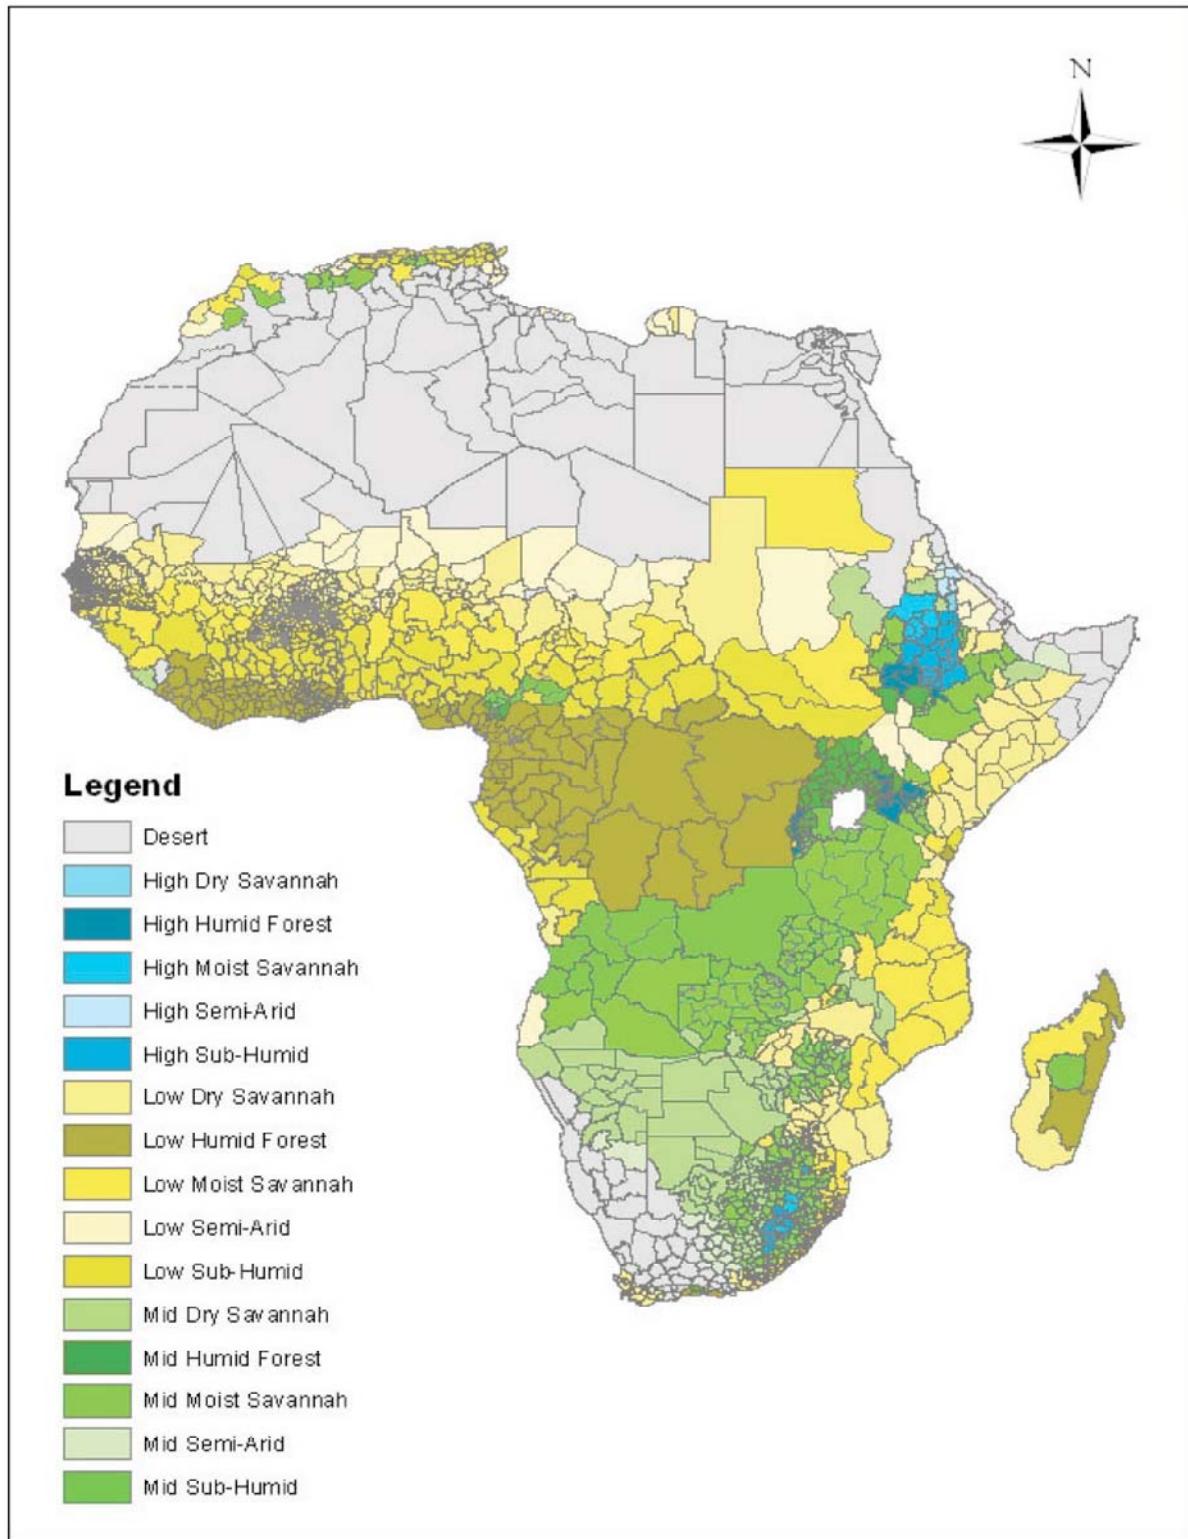 N
Legend
Desert
High Dry Savannah
High Humid Forest
High Moist Savannah
High Semi-Arid
High Sub-Humid
Low Dry Savannah
Low Humid Forest
Low Moist Savannah
Low Semi-Arid
Low Sub-Humid
Mid Dry Savannah
Mid Humid Forest
Mid Moist Savannah
Mid Semi-Arid
Mid Sub-Humid